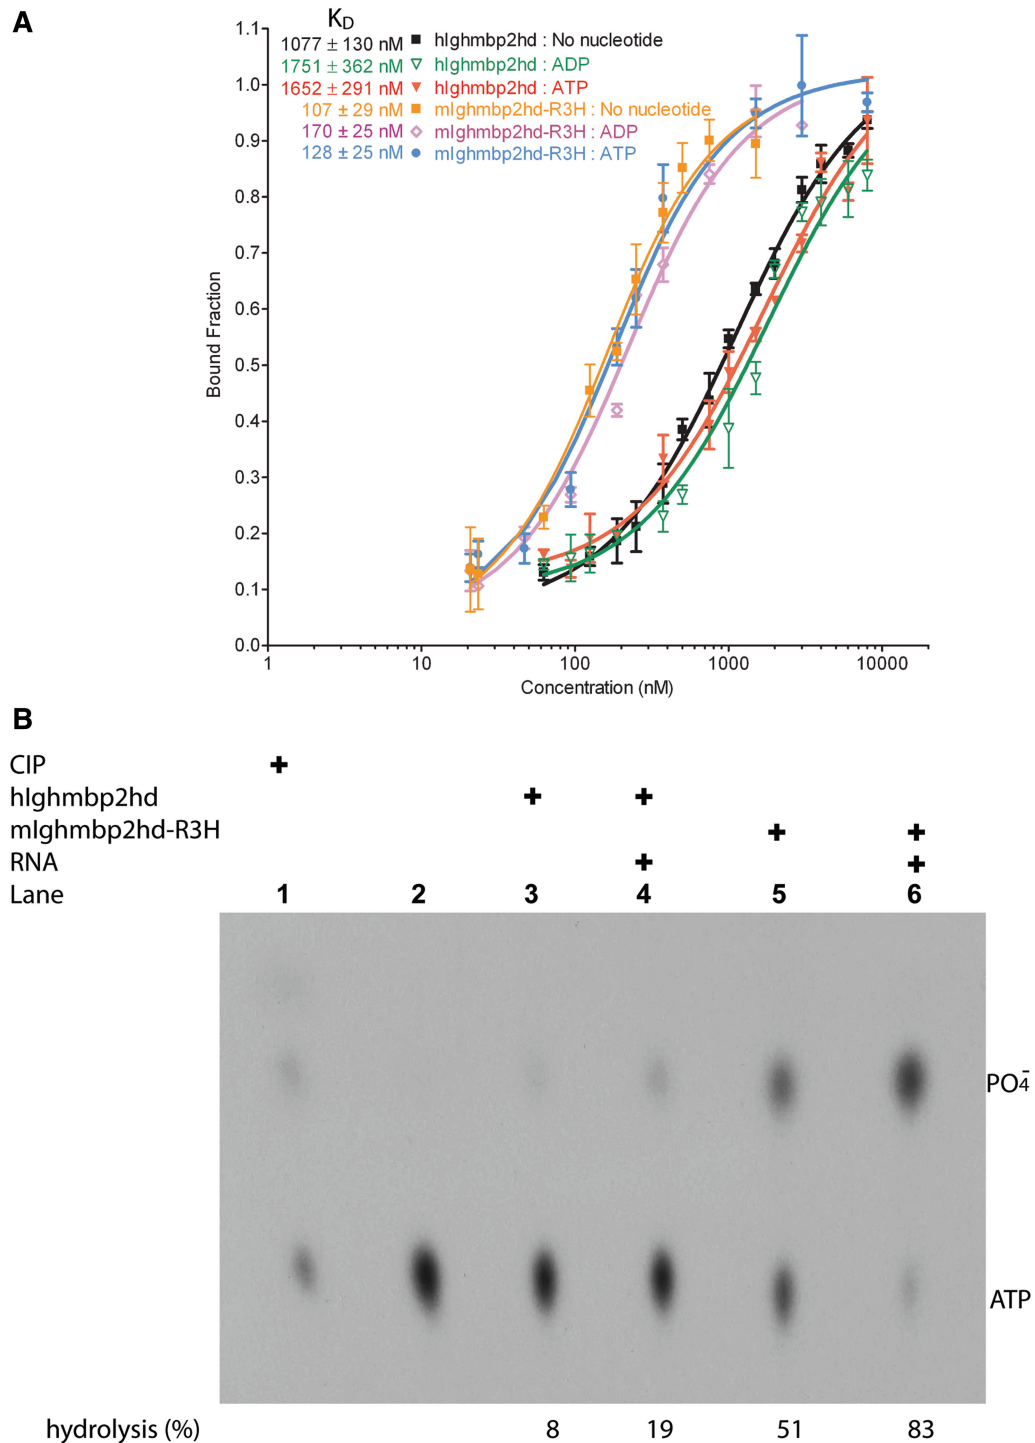 A
K_D
1077 ± 130 nM ■ hIghmbp2hd : No nucleotide
1751 ± 362 nM ▽ hIghmbp2hd : ADP
1652 ± 291 nM ▼ hIghmbp2hd : ATP
107 ± 29 nM ■ mIghmbp2hd-R3H : No nucleotide
170 ± 25 nM ◇ mIghmbp2hd-R3H : ADP
128 ± 25 nM ● mIghmbp2hd-R3H : ATP
1.1
1.0
0.9
0.8
0.7
0.6
0.5
0.4
0.3
0.2
0.1
0.0
Bound Fraction
1 10 100 1000 10000
Concentration (nM)
B
CIP +
hIghmbp2hd + +
mIghmbp2hd-R3H + +
RNA + +
Lane 1 2 3 4 5 6
PO4-
ATP
hydrolysis (%) 8 19 51 83